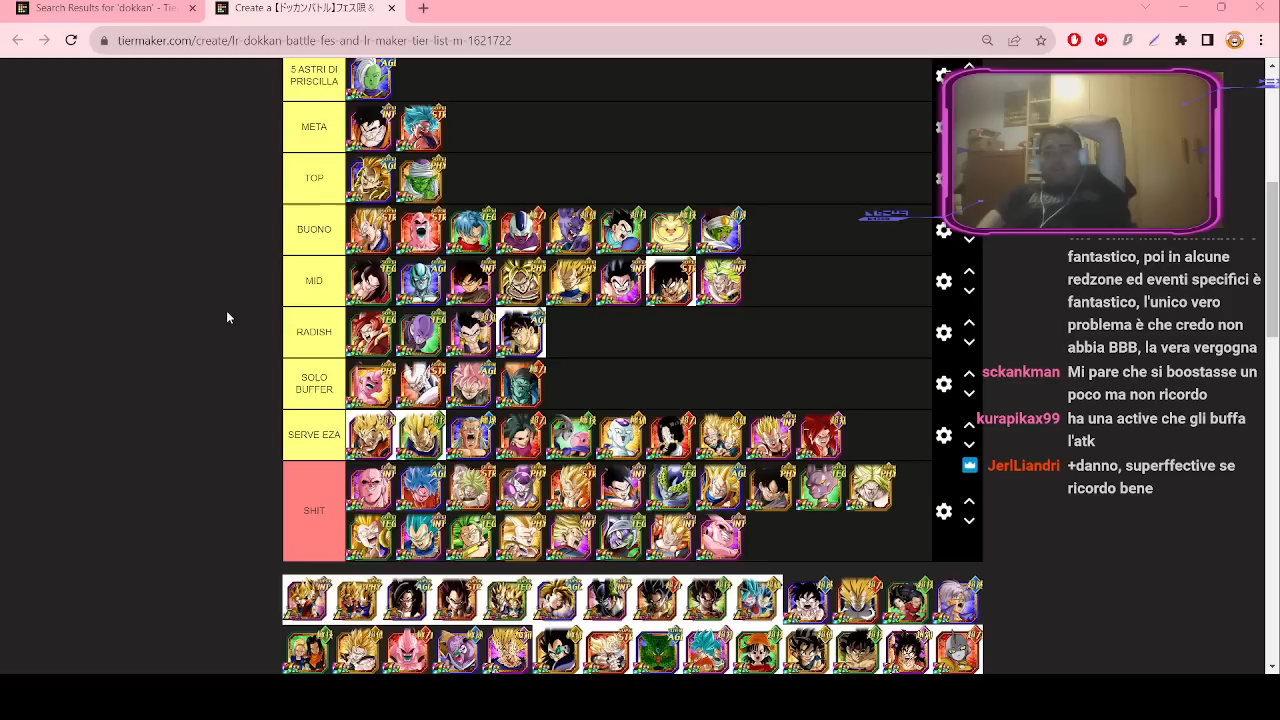 Search Results for 'dokkan' - Tie
Create a 【ドッカンバトル】フェス限 &
tiermaker.com/create/lr-dokkan-battle-fes-and-lr-maker-tier-list-m-1621722
5 ASTRI DI
PRISCILLA
META
TOP
BUONO
MID
RADISH
SOLO
BUFFER
SERVE EZA
SHIT
fantastico, poi in alcune
redzone ed eventi specifici è
fantastico, l'unico vero
problema è che credo non
abbia BBB, la vera vergogna
sckankman Mi pare che si boostasse un
poco ma non ricordo
kurapikax99 ha una active che gli buffa
l'atk
JerlLiandri +danno, superffective se
ricordo bene